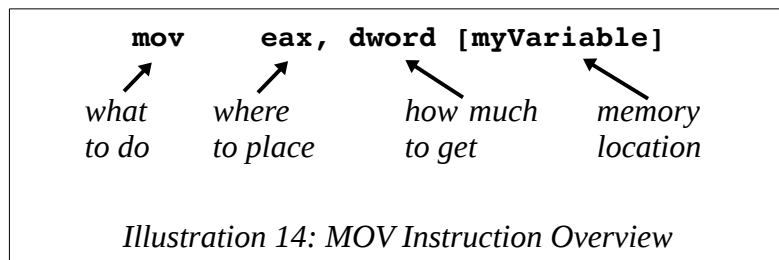 mov eax, dword [myVariable]
what where how much memory
to do to place to get location
Illustration 14: MOV Instruction Overview